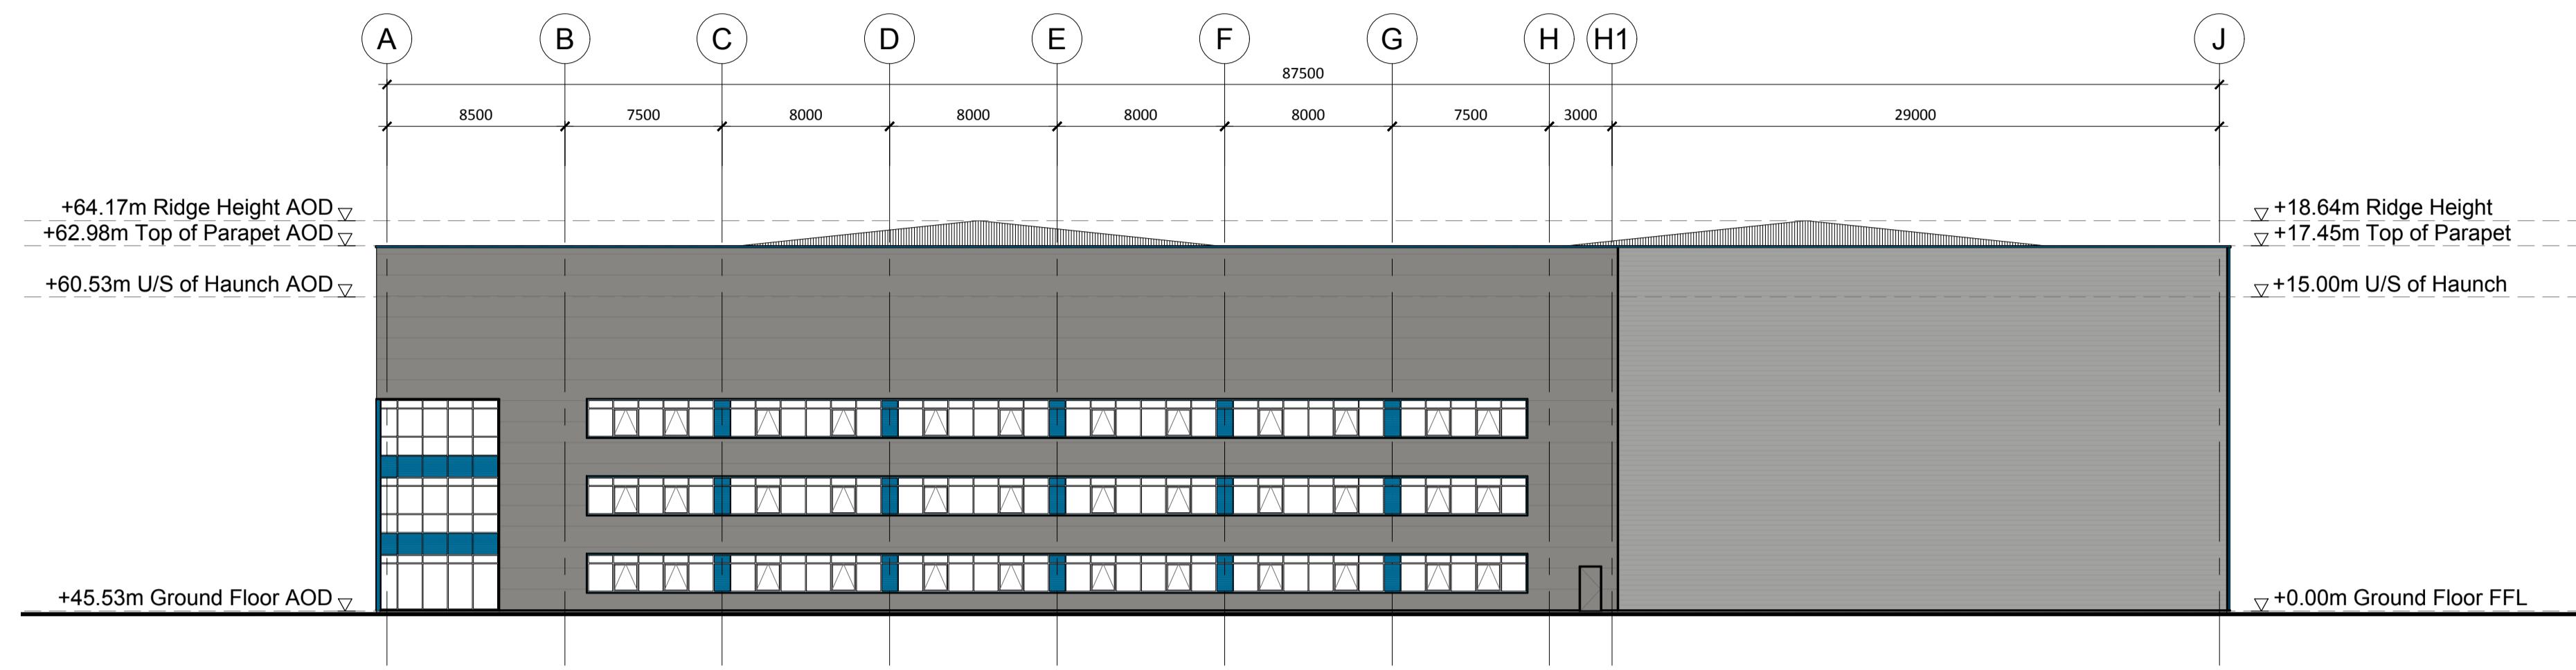 A B C D E F G H H1 J
87500
8500 7500 8000 8000 8000 8000 7500 3000 29000
+64.17m Ridge Height AOD
+62.98m Top of Parapet AOD
+60.53m U/S of Haunch AOD
+45.53m Ground Floor AOD
+18.64m Ridge Height
+17.45m Top of Parapet
+15.00m U/S of Haunch
+0.00m Ground Floor FFL